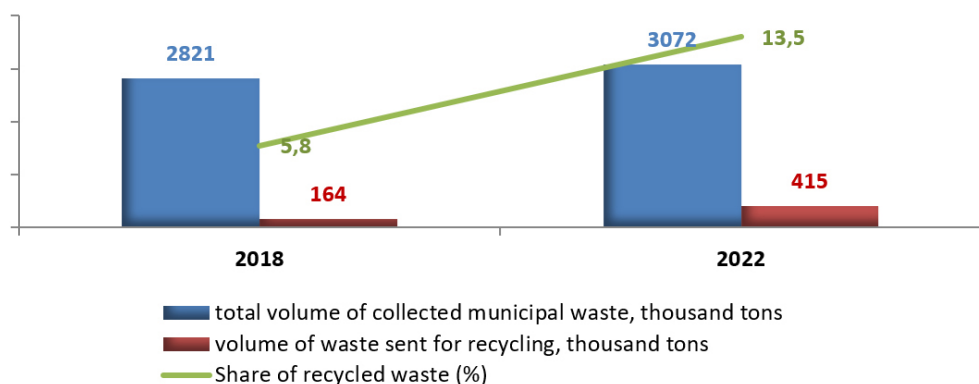 2821
3072
13,5
5,8
164
415
2018
2022
total volume of collected municipal waste, thousand tons
volume of waste sent for recycling, thousand tons
Share of recycled waste (%)